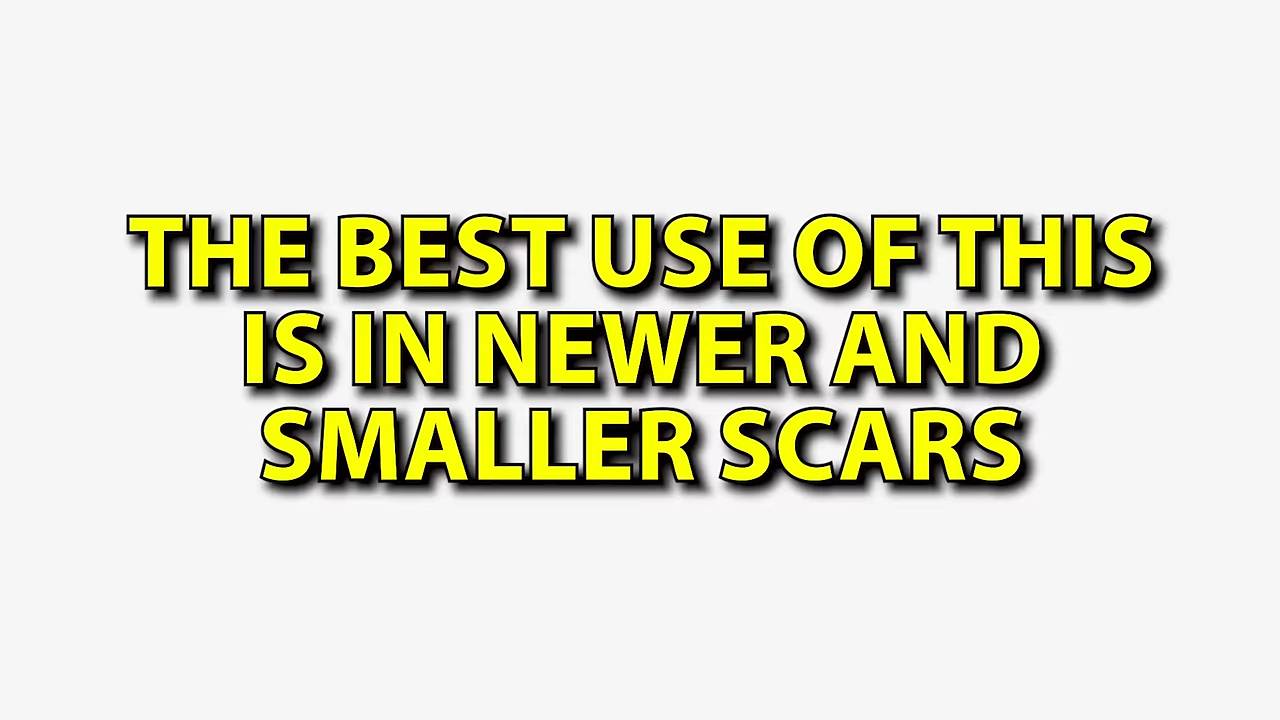 THE BEST USE OF THIS
IS IN NEWER AND
SMALLER SCARS